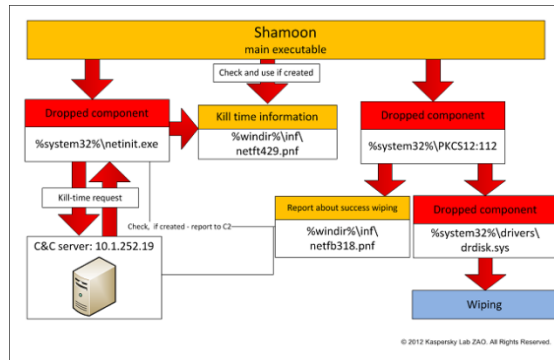 Shamoon
main executable
Check and use if created
Dropped component
%system32%\netinit.exe
Kill time information
%windir%\inf\
netft429.pnf
Dropped component
%system32%\PKCS12:112
Kill-time request
Check, if created - report to C2
Report about success wiping
%windir%\inf\
netfb318.pnf
Dropped component
%system32%\drivers\
drdisk.sys
C&C server: 10.1.252.19
Wiping
© 2012 Kaspersky Lab ZAO. All Rights Reserved.